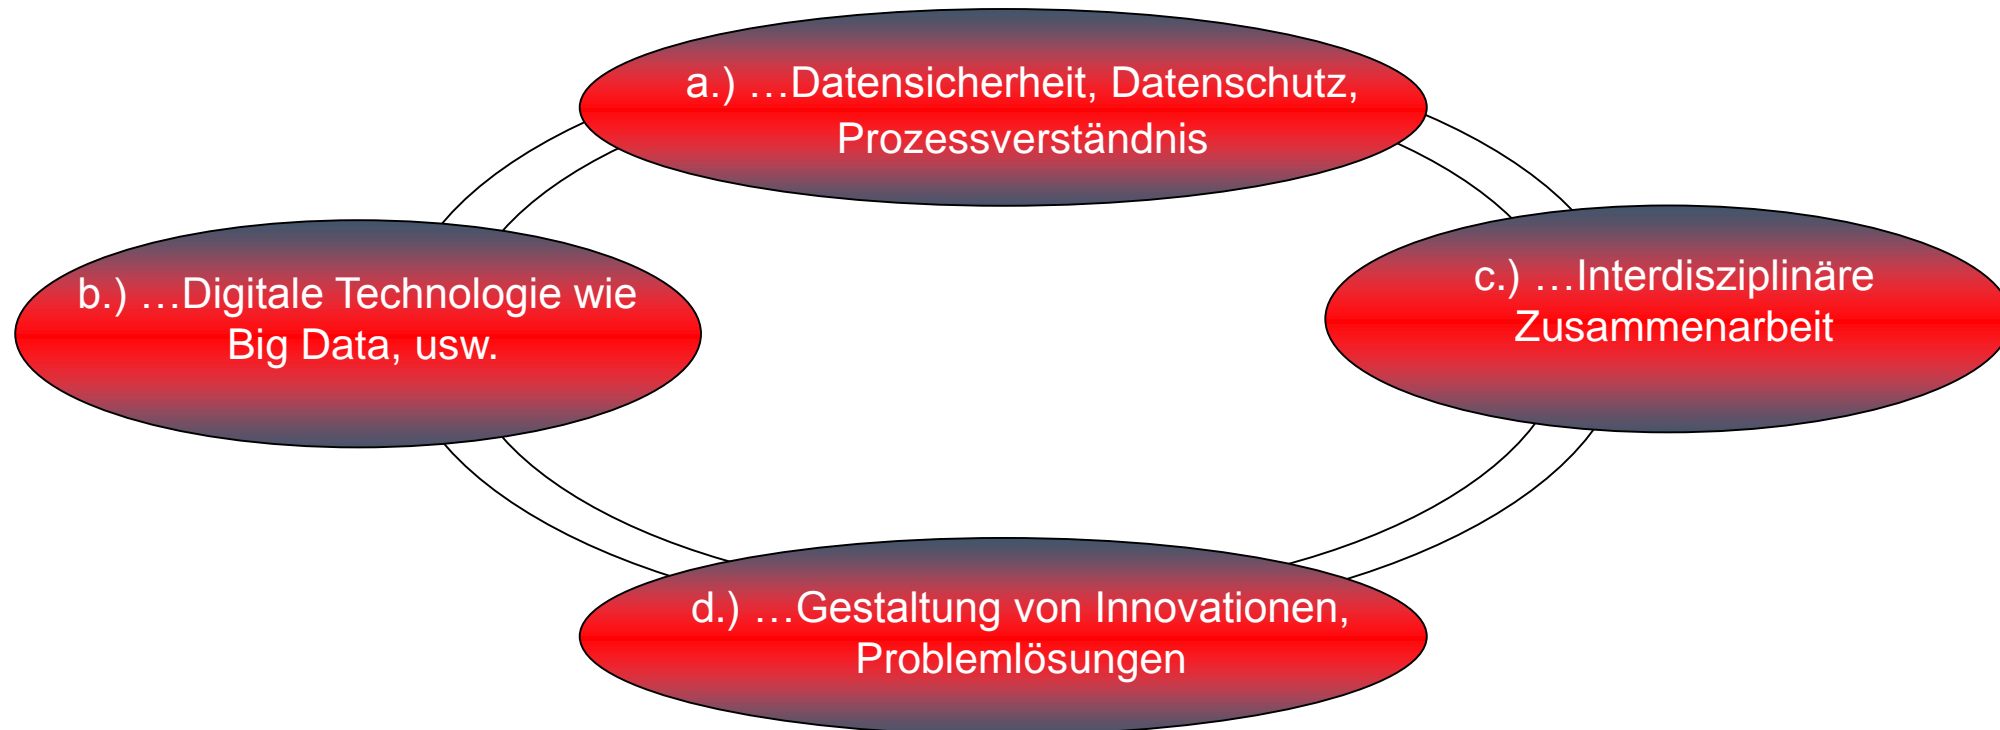 a.) …Datensicherheit, Datenschutz,
Prozessverständnis
b.) …Digitale Technologie wie
Big Data, usw.
c.) …Interdisziplinäre
Zusammenarbeit
d.) …Gestaltung von Innovationen,
Problemlösungen